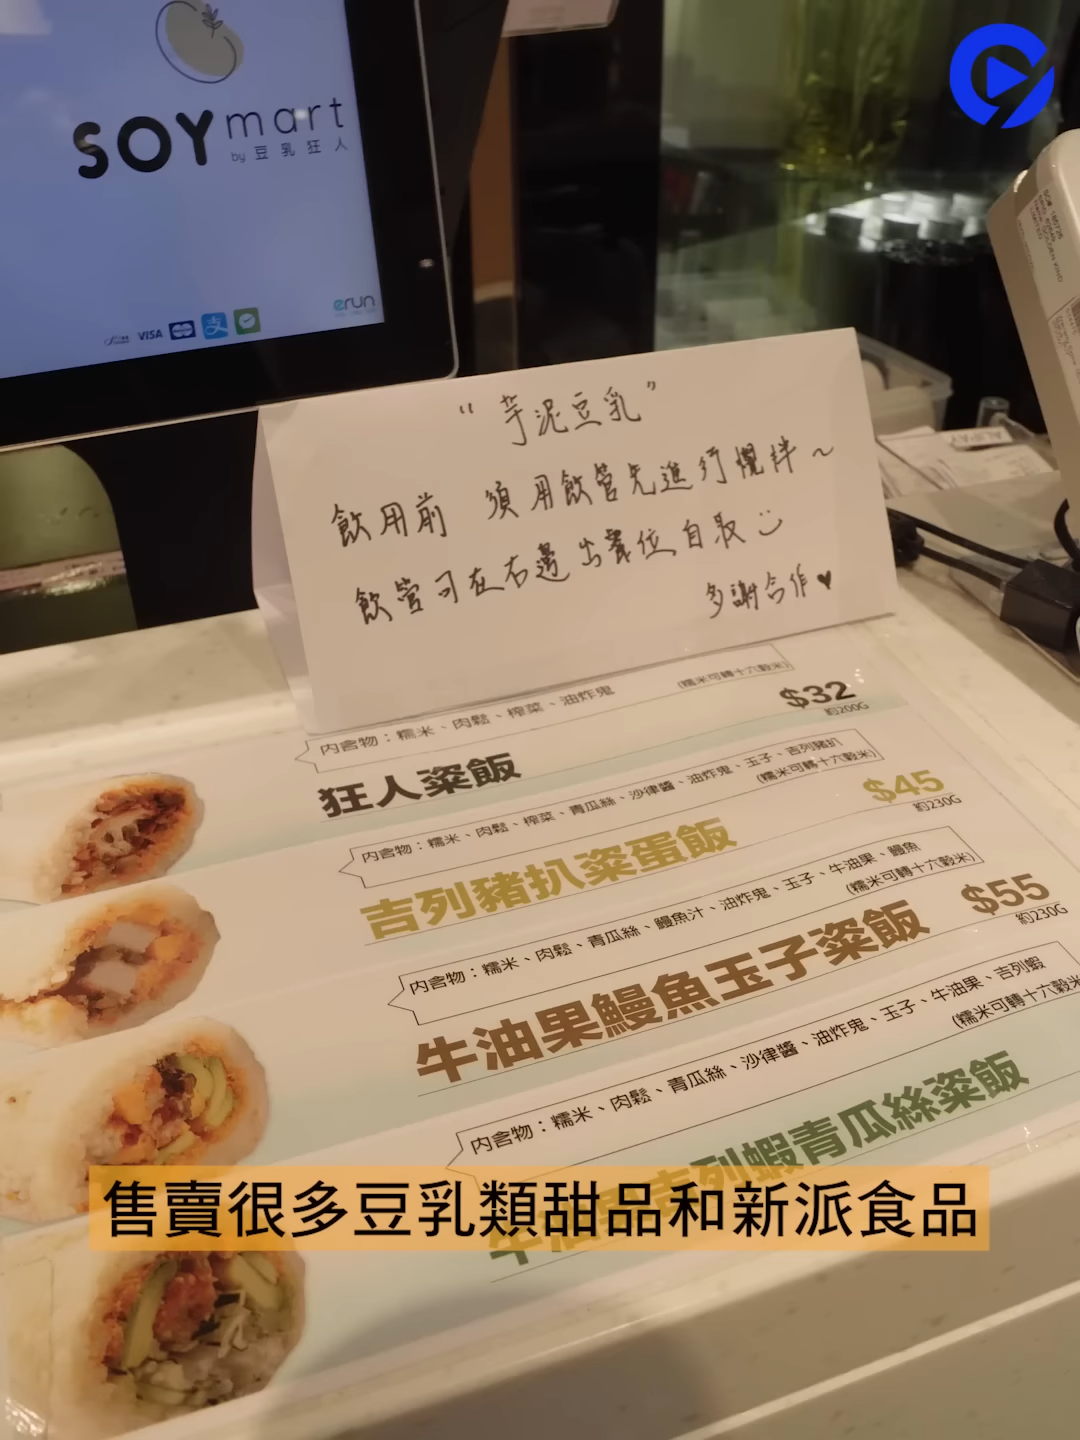 SOYmart
by 豆乳狂人
erun
VISA
“芋泥豆乳”
飲用前 須用飲管先進行攪拌～
飲管可在右邊出餐位自取
多謝合作♥
內含物：糯米、肉鬆、榨菜、油炸鬼
(糯米可轉十六穀米)
狂人粢飯
$32
約200G
內含物：糯米、肉鬆、榨菜、青瓜絲、沙律醬、油炸鬼、玉子、吉列豬扒
(糯米可轉十六穀米)
吉列豬扒粢蛋飯
$45
約230G
內含物：糯米、肉鬆、青瓜絲、鰻魚汁、油炸鬼、玉子、牛油果、鰻魚
(糯米可轉十六穀米)
牛油果鰻魚玉子粢飯
$55
約230G
內含物：糯米、肉鬆、青瓜絲、沙律醬、油炸鬼、玉子、牛油果、吉列蝦
(糯米可轉十六穀米
牛油果吉列蝦青瓜絲粢飯
售賣很多豆乳類甜品和新派食品